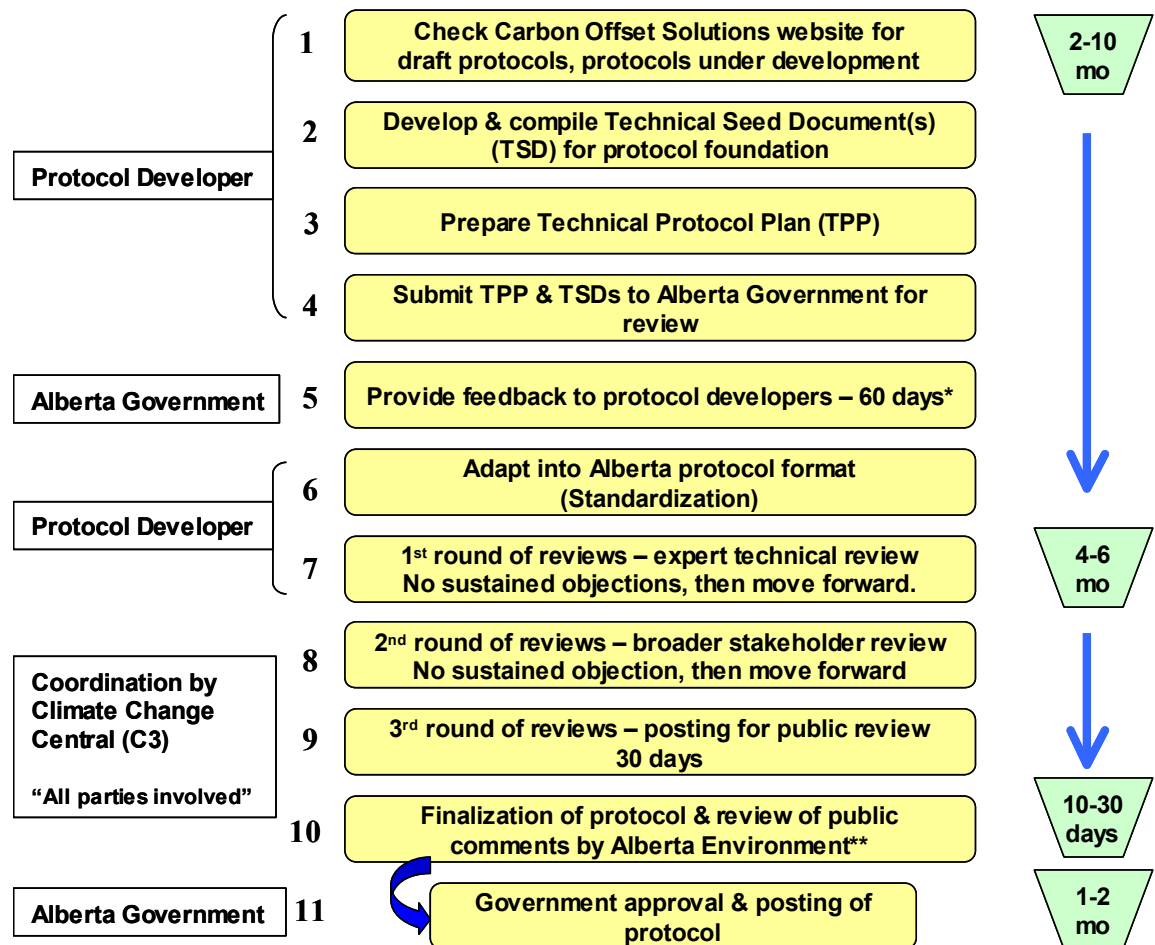 1
Check Carbon Offset Solutions website for
draft protocols, protocols under development
2-10
mo
2
Develop & compile Technical Seed Document(s)
(TSD) for protocol foundation
Protocol Developer
3
Prepare Technical Protocol Plan (TPP)
4
Submit TPP & TSDs to Alberta Government for
review
Alberta Government
5
Provide feedback to protocol developers – 60 days*
Protocol Developer
6
Adapt into Alberta protocol format
(Standardization)
7
1st round of reviews – expert technical review
No sustained objections, then move forward.
4-6
mo
Coordination by
Climate Change
Central (C3)
"All parties involved"
8
2nd round of reviews – broader stakeholder review
No sustained objection, then move forward
9
3rd round of reviews – posting for public review
30 days
10
Finalization of protocol & review of public
comments by Alberta Environment**
10-30
days
Alberta Government
11
Government approval & posting of
protocol
1-2
mo